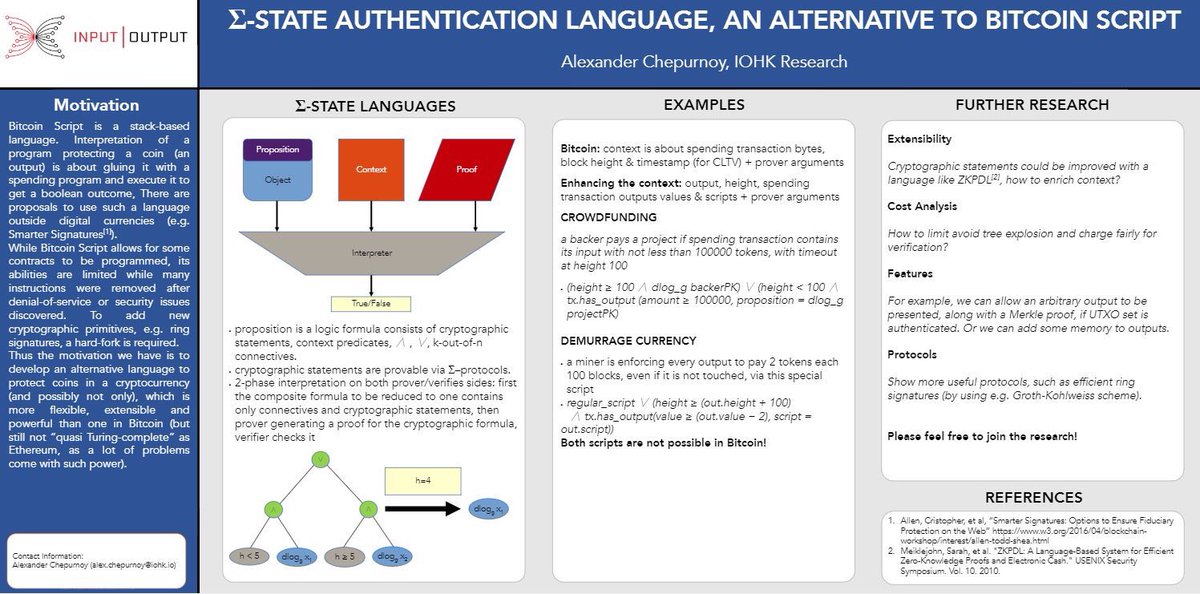 INPUT | OUTPUT
Σ-STATE AUTHENTICATION LANGUAGE, AN ALTERNATIVE TO BITCOIN SCRIPT
Alexander Chepurnoy, IOHK Research
Motivation
Bitcoin Script is a stack-based
language. Interpretation of a
program protecting a coin (an
output) is about gluing it with a
spending program and execute it to
get a boolean outcome, There are
proposals to use such a language
outside digital currencies (e.g.
Smarter Signatures[1]).
While Bitcoin Script allows for some
contracts to be programmed, its
abilities are limited while many
instructions were removed after
denial-of-service or security issues
discovered. To add new
cryptographic primitives, e.g. ring
signatures, a hard-fork is required.
Thus the motivation we have is to
develop an alternative language to
protect coins in a cryptocurrency
(and possibly not only), which is
more flexible, extensible and
powerful than one in Bitcoin (but
still not "quasi Turing-complete" as
Ethereum, as a lot of problems
come with such power).
Contact Information:
Alexander Chepurnoy (alex.chepurnoy@iohk.io)
Σ-STATE LANGUAGES
Proposition
Object
Context
Proof
Interpreter
True/False
. proposition is a logic formula consists of cryptographic
statements, context predicates, ∧ , ∨, k-out-of-n
connectives.
. cryptographic statements are provable via Σ–protocols.
. 2-phase interpretation on both prover/verifies sides: first
the composite formula to be reduced to one contains
only connectives and cryptographic statements, then
prover generating a proof for the cryptographic formula,
verifier checks it
∨
h=4
∧ ∧ dlog_g x₁
h < 5 dlog_g x₁ h ≥ 5 dlog_g x₂
EXAMPLES
Bitcoin: context is about spending transaction bytes,
block height & timestamp (for CLTV) + prover arguments
Enhancing the context: output, height, spending
transaction outputs values & scripts + prover arguments
CROWDFUNDING
a backer pays a project if spending transaction contains
its input with not less than 100000 tokens, with timeout
at height 100
. (height ≥ 100 ∧ dlog_g backerPK) ∨ (height < 100 ∧
tx.has_output (amount ≥ 100000, proposition = dlog_g
projectPK)
DEMURRAGE CURRENCY
. a miner is enforcing every output to pay 2 tokens each
100 blocks, even if it is not touched, via this special
script
. regular_script ∨ (height ≥ (out.height + 100)
∧ tx.has_output(value ≥ (out.value − 2), script =
out.script))
Both scripts are not possible in Bitcoin!
FURTHER RESEARCH
Extensibility
Cryptographic statements could be improved with a
language like ZKPDL[2], how to enrich context?
Cost Analysis
How to limit avoid tree explosion and charge fairly for
verification?
Features
For example, we can allow an arbitrary output to be
presented, along with a Merkle proof, if UTXO set is
authenticated. Or we can add some memory to outputs.
Protocols
Show more useful protocols, such as efficient ring
signatures (by using e.g. Groth-Kohlweiss scheme).
Please feel free to join the research!
REFERENCES
1. Allen, Cristopher, et al, "Smarter Signatures: Options to Ensure Fiduciary
Protection on the Web" https://www.w3.org/2016/04/blockchain-
workshop/interest/allen-todd-shea.html
2. Meiklejohn, Sarah, et al. "ZKPDL: A Language-Based System for Efficient
Zero-Knowledge Proofs and Electronic Cash." USENIX Security
Symposium. Vol. 10. 2010.